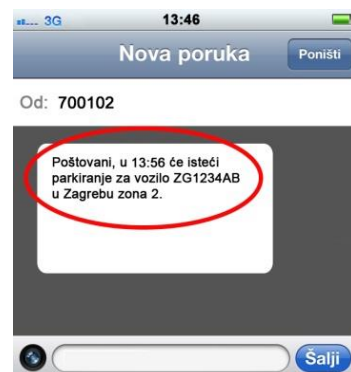 3G 13:46
Nova poruka Poništi
Od: 700102
Poštovani, u 13:56 će isteći
parkiranje za vozilo ZG1234AB
u Zagrebu zona 2.
Šalji